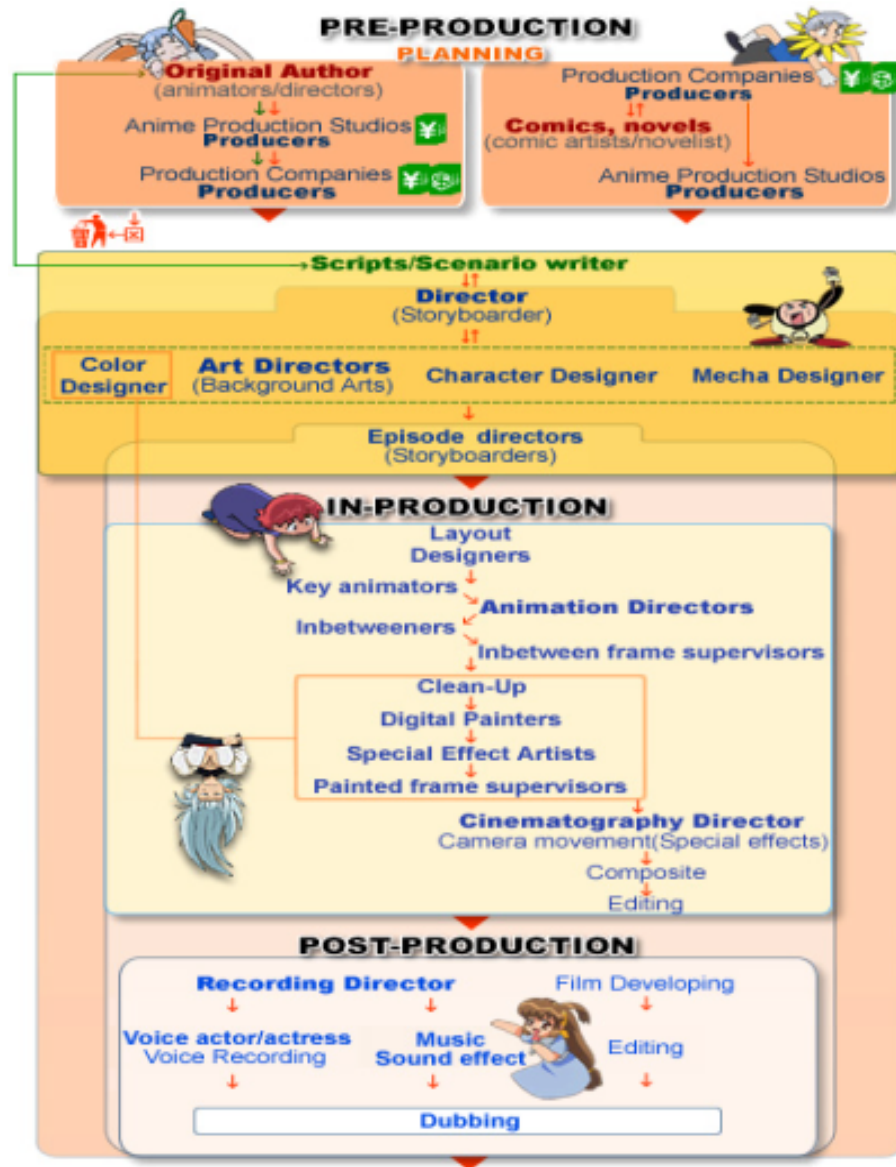 PRE-PRODUCTION
PLANNING
Original Author
(animators/directors)
Anime Production Studios
Producers
Production Companies
Producers
Production Companies
Producers
Comics, novels
(comic artists/novelist)
Anime Production Studios
Producers
Scripts/Scenario writer
Director
(Storyboarder)
Color
Designer
Art Directors
(Background Arts)
Character Designer
Mecha Designer
Episode directors
(Storyboarders)
IN-PRODUCTION
Layout
Designers
Key animators
Animation Directors
Inbetweeners
Inbetween frame supervisors
Clean-Up
Digital Painters
Special Effect Artists
Painted frame supervisors
Cinematography Director
Camera movement(Special effects)
Composite
Editing
POST-PRODUCTION
Recording Director
Film Developing
Voice actor/actress
Voice Recording
Music
Sound effect
Editing
Dubbing